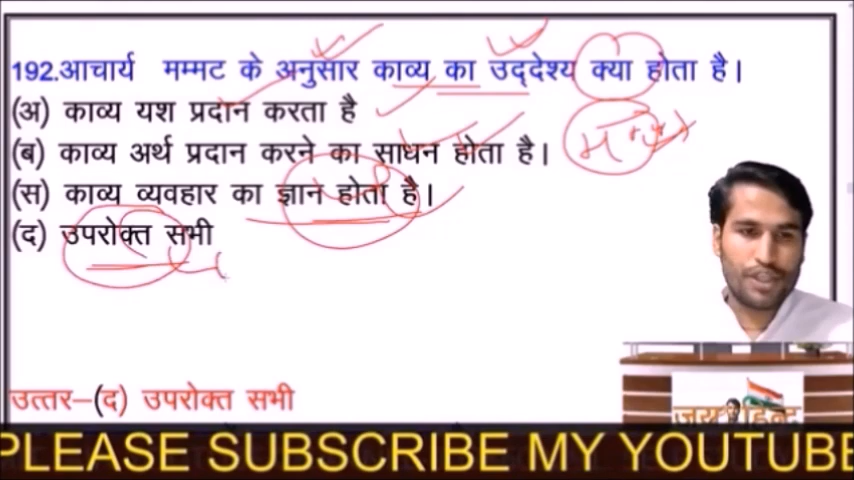 192.आचार्य मम्मट के अनुसार काव्य का उद्देश्य क्या होता है।
(अ) काव्य यश प्रदान करता है
(ब) काव्य अर्थ प्रदान करने का साधन होता है।
(स) काव्य व्यवहार का ज्ञान होता है।
(द) उपरोक्त सभी
उत्तर–(द) उपरोक्त सभी
जय हिन्द
PLEASE SUBSCRIBE MY YOUTUBE